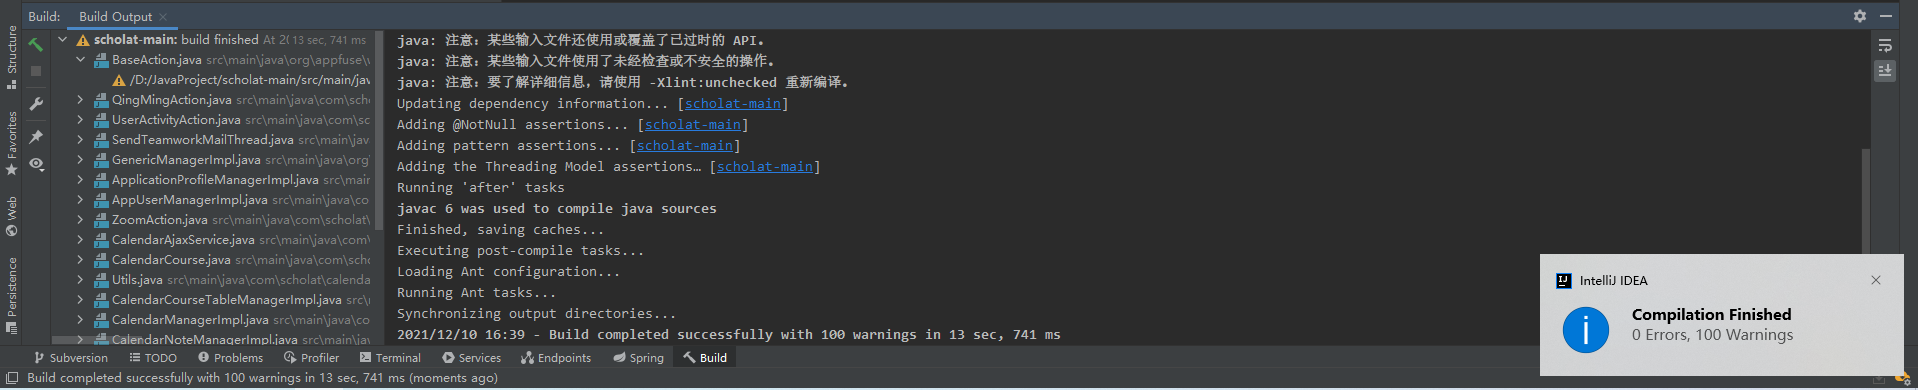 Build: Build Output
scholat-main: build finished At 20 13 sec, 741 ms
BaseAction.java src\main\java\org\appfuse\
/D:/JavaProject/scholat-main/src/main/jav
QingMingAction.java src\main\java\com\sch
UserActivityAction.java src\main\java\com\sc
SendTeamworkMailThread.java src\main\java
GenericManagerImpl.java src\main\java\org\
ApplicationProfileManagerImpl.java src\main
AppUserManagerImpl.java src\main\java\co
ZoomAction.java src\main\java\com\scholat\
CalendarAjaxService.java src\main\java\com\
CalendarCourse.java src\main\java\com\sch
Utils.java src\main\java\com\scholat\calenda
CalendarCourseTableManagerImpl.java src\
CalendarManagerImpl.java src\main\java\co
CalendarNoteManagerImpl.java src\main\ja
java: 注意: 某些输入文件还使用或覆盖了已过时的 API。
java: 注意: 某些输入文件使用了未经检查或不安全的操作。
java: 注意: 要了解详细信息, 请使用 -Xlint:unchecked 重新编译。
Updating dependency information... [scholat-main]
Adding @NotNull assertions... [scholat-main]
Adding pattern assertions... [scholat-main]
Adding the Threading Model assertions… [scholat-main]
Running 'after' tasks
javac 6 was used to compile java sources
Finished, saving caches...
Executing post-compile tasks...
Loading Ant configuration...
Running Ant tasks...
Synchronizing output directories...
2021/12/10 16:39 - Build completed successfully with 100 warnings in 13 sec, 741 ms
Structure
Favorites
Web
Persistence
IntelliJ IDEA
Compilation Finished
0 Errors, 100 Warnings
Subversion TODO Problems Profiler Terminal Services Endpoints Spring Build
Build completed successfully with 100 warnings in 13 sec, 741 ms (moments ago)